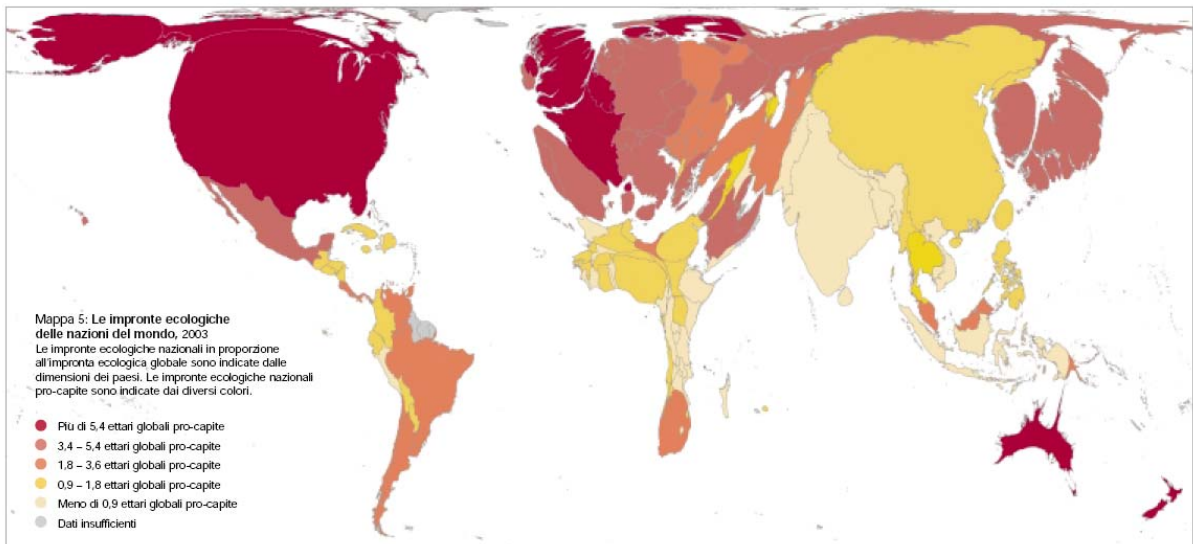 Mappa 5: Le impronte ecologiche
delle nazioni del mondo, 2003
Le impronte ecologiche nazionali in proporzione
all'impronta ecologica globale sono indicate dalle
dimensioni dei paesi. Le impronte ecologiche nazionali
pro-capite sono indicate dai diversi colori.
Più di 5,4 ettari globali pro-capite
3,4 – 5,4 ettari globali pro-capite
1,8 – 3,6 ettari globali pro-capite
0,9 – 1,8 ettari globali pro-capite
Meno di 0,9 ettari globali pro-capite
Dati insufficienti